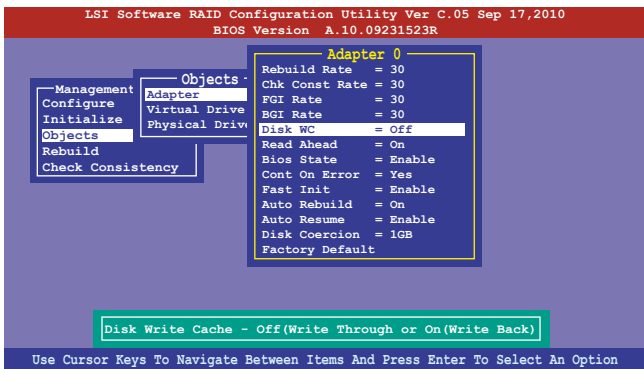 LSI Software RAID Configuration Utility Ver C.05 Sep 17,2010
BIOS Version A.10.09231523R
Management
Configure
Initialize
Objects
Rebuild
Check Consistency
Objects
Adapter
Virtual Drive
Physical Drive
Adapter 0
Rebuild Rate = 30
Chk Const Rate = 30
FGI Rate = 30
BGI Rate = 30
Disk WC = Off
Read Ahead = On
Bios State = Enable
Cont On Error = Yes
Fast Init = Enable
Auto Rebuild = On
Auto Resume = Enable
Disk Coercion = 1GB
Factory Default
Disk Write Cache - Off(Write Through or On(Write Back)
Use Cursor Keys To Navigate Between Items And Press Enter To Select An Option